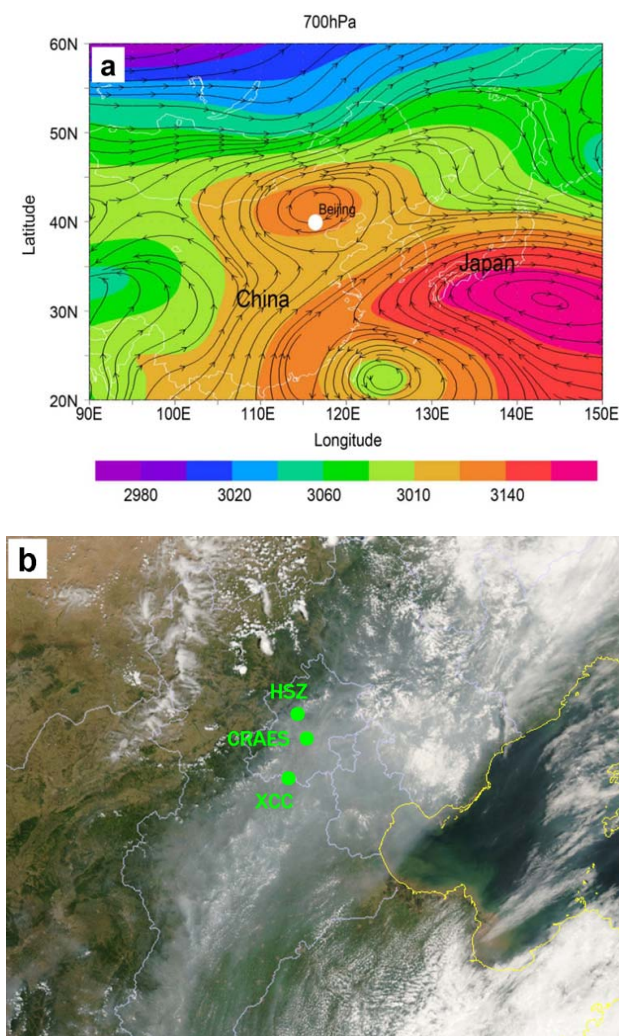 700hPa
a
60N
50N
40N
30N
20N
Latitude
Beijing
Japan
China
90E 100E 110E 120E 130E 140E 150E
Longitude
2980 3020 3060 3010 3140
b
HSZ
CRAES
XCC